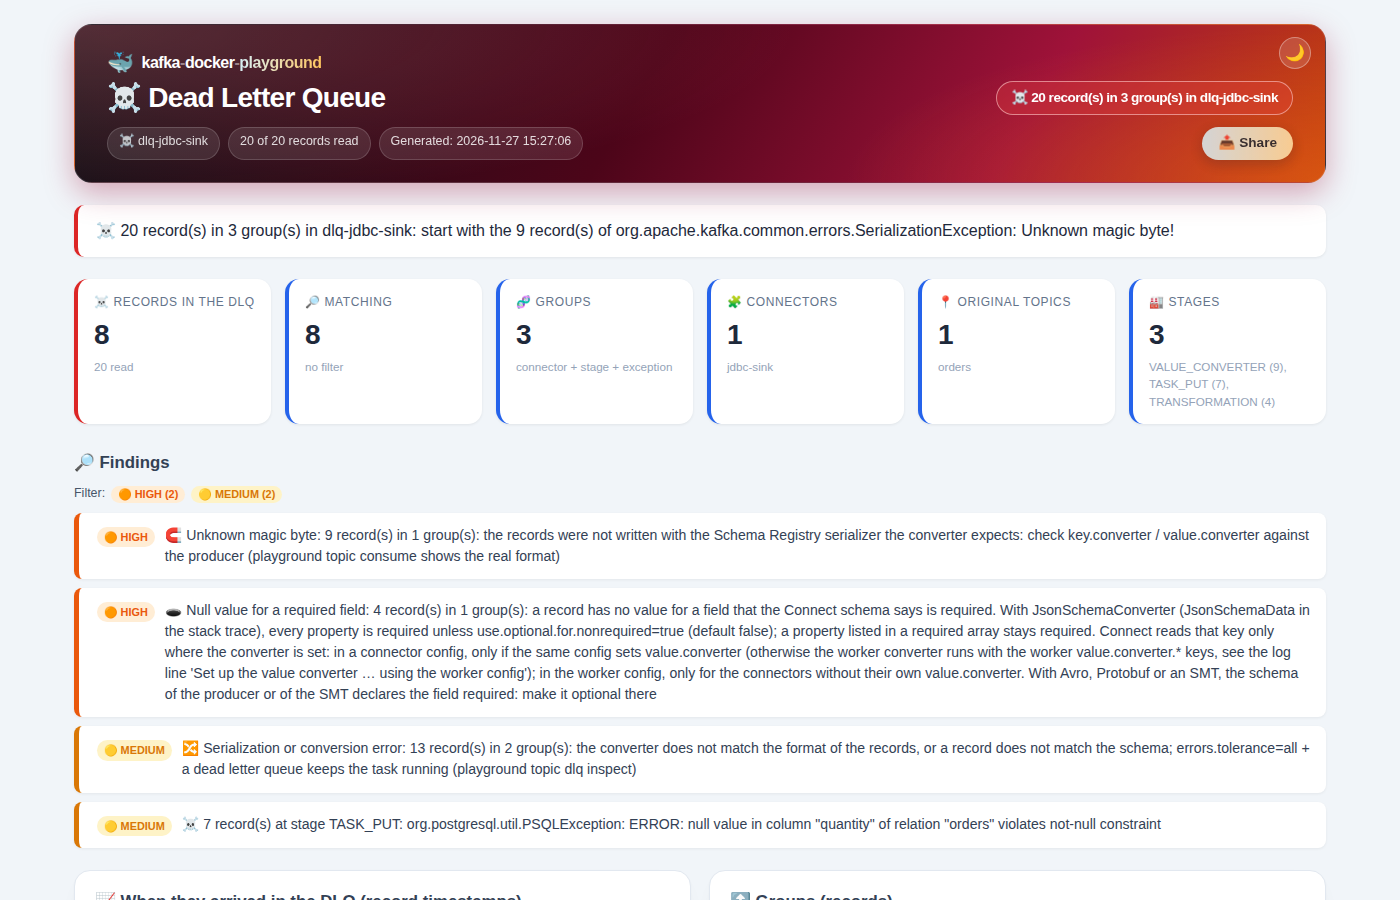 🐳 kafka-docker-playground
🌙
☠️ Dead Letter Queue
☠️ 20 record(s) in 3 group(s) in dlq-jdbc-sink
☠️ dlq-jdbc-sink
20 of 20 records read
Generated: 2026-11-27 15:27:06
📤 Share
☠️ 20 record(s) in 3 group(s) in dlq-jdbc-sink: start with the 9 record(s) of org.apache.kafka.common.errors.SerializationException: Unknown magic byte!
☠️ RECORDS IN THE DLQ
8
20 read
🔎 MATCHING
8
no filter
🧬 GROUPS
3
connector + stage + exception
🧩 CONNECTORS
1
jdbc-sink
📍 ORIGINAL TOPICS
1
orders
🏭 STAGES
3
VALUE_CONVERTER (9),
TASK_PUT (7),
TRANSFORMATION (4)
🔎 Findings
Filter: 🟠 HIGH (2) 🟡 MEDIUM (2)
🟠 HIGH 🧲 Unknown magic byte: 9 record(s) in 1 group(s): the records were not written with the Schema Registry serializer the converter expects: check key.converter / value.converter against
the producer (playground topic consume shows the real format)
🟠 HIGH 🕳️ Null value for a required field: 4 record(s) in 1 group(s): a record has no value for a field that the Connect schema says is required. With JsonSchemaConverter (JsonSchemaData in
the stack trace), every property is required unless use.optional.for.nonrequired=true (default false); a property listed in a required array stays required. Connect reads that key only
where the converter is set: in a connector config, only if the same config sets value.converter (otherwise the worker converter runs with the worker value.converter.* keys, see the log
line 'Set up the value converter … using the worker config'); in the worker config, only for the connectors without their own value.converter. With Avro, Protobuf or an SMT, the schema
of the producer or of the SMT declares the field required: make it optional there
🟡 MEDIUM 🔀 Serialization or conversion error: 13 record(s) in 2 group(s): the converter does not match the format of the records, or a record does not match the schema; errors.tolerance=all +
a dead letter queue keeps the task running (playground topic dlq inspect)
🟡 MEDIUM ☠️ 7 record(s) at stage TASK_PUT: org.postgresql.util.PSQLException: ERROR: null value in column "quantity" of relation "orders" violates not-null constraint
📈 When they arrived in the DLQ (record timestamps)
Groups (records)